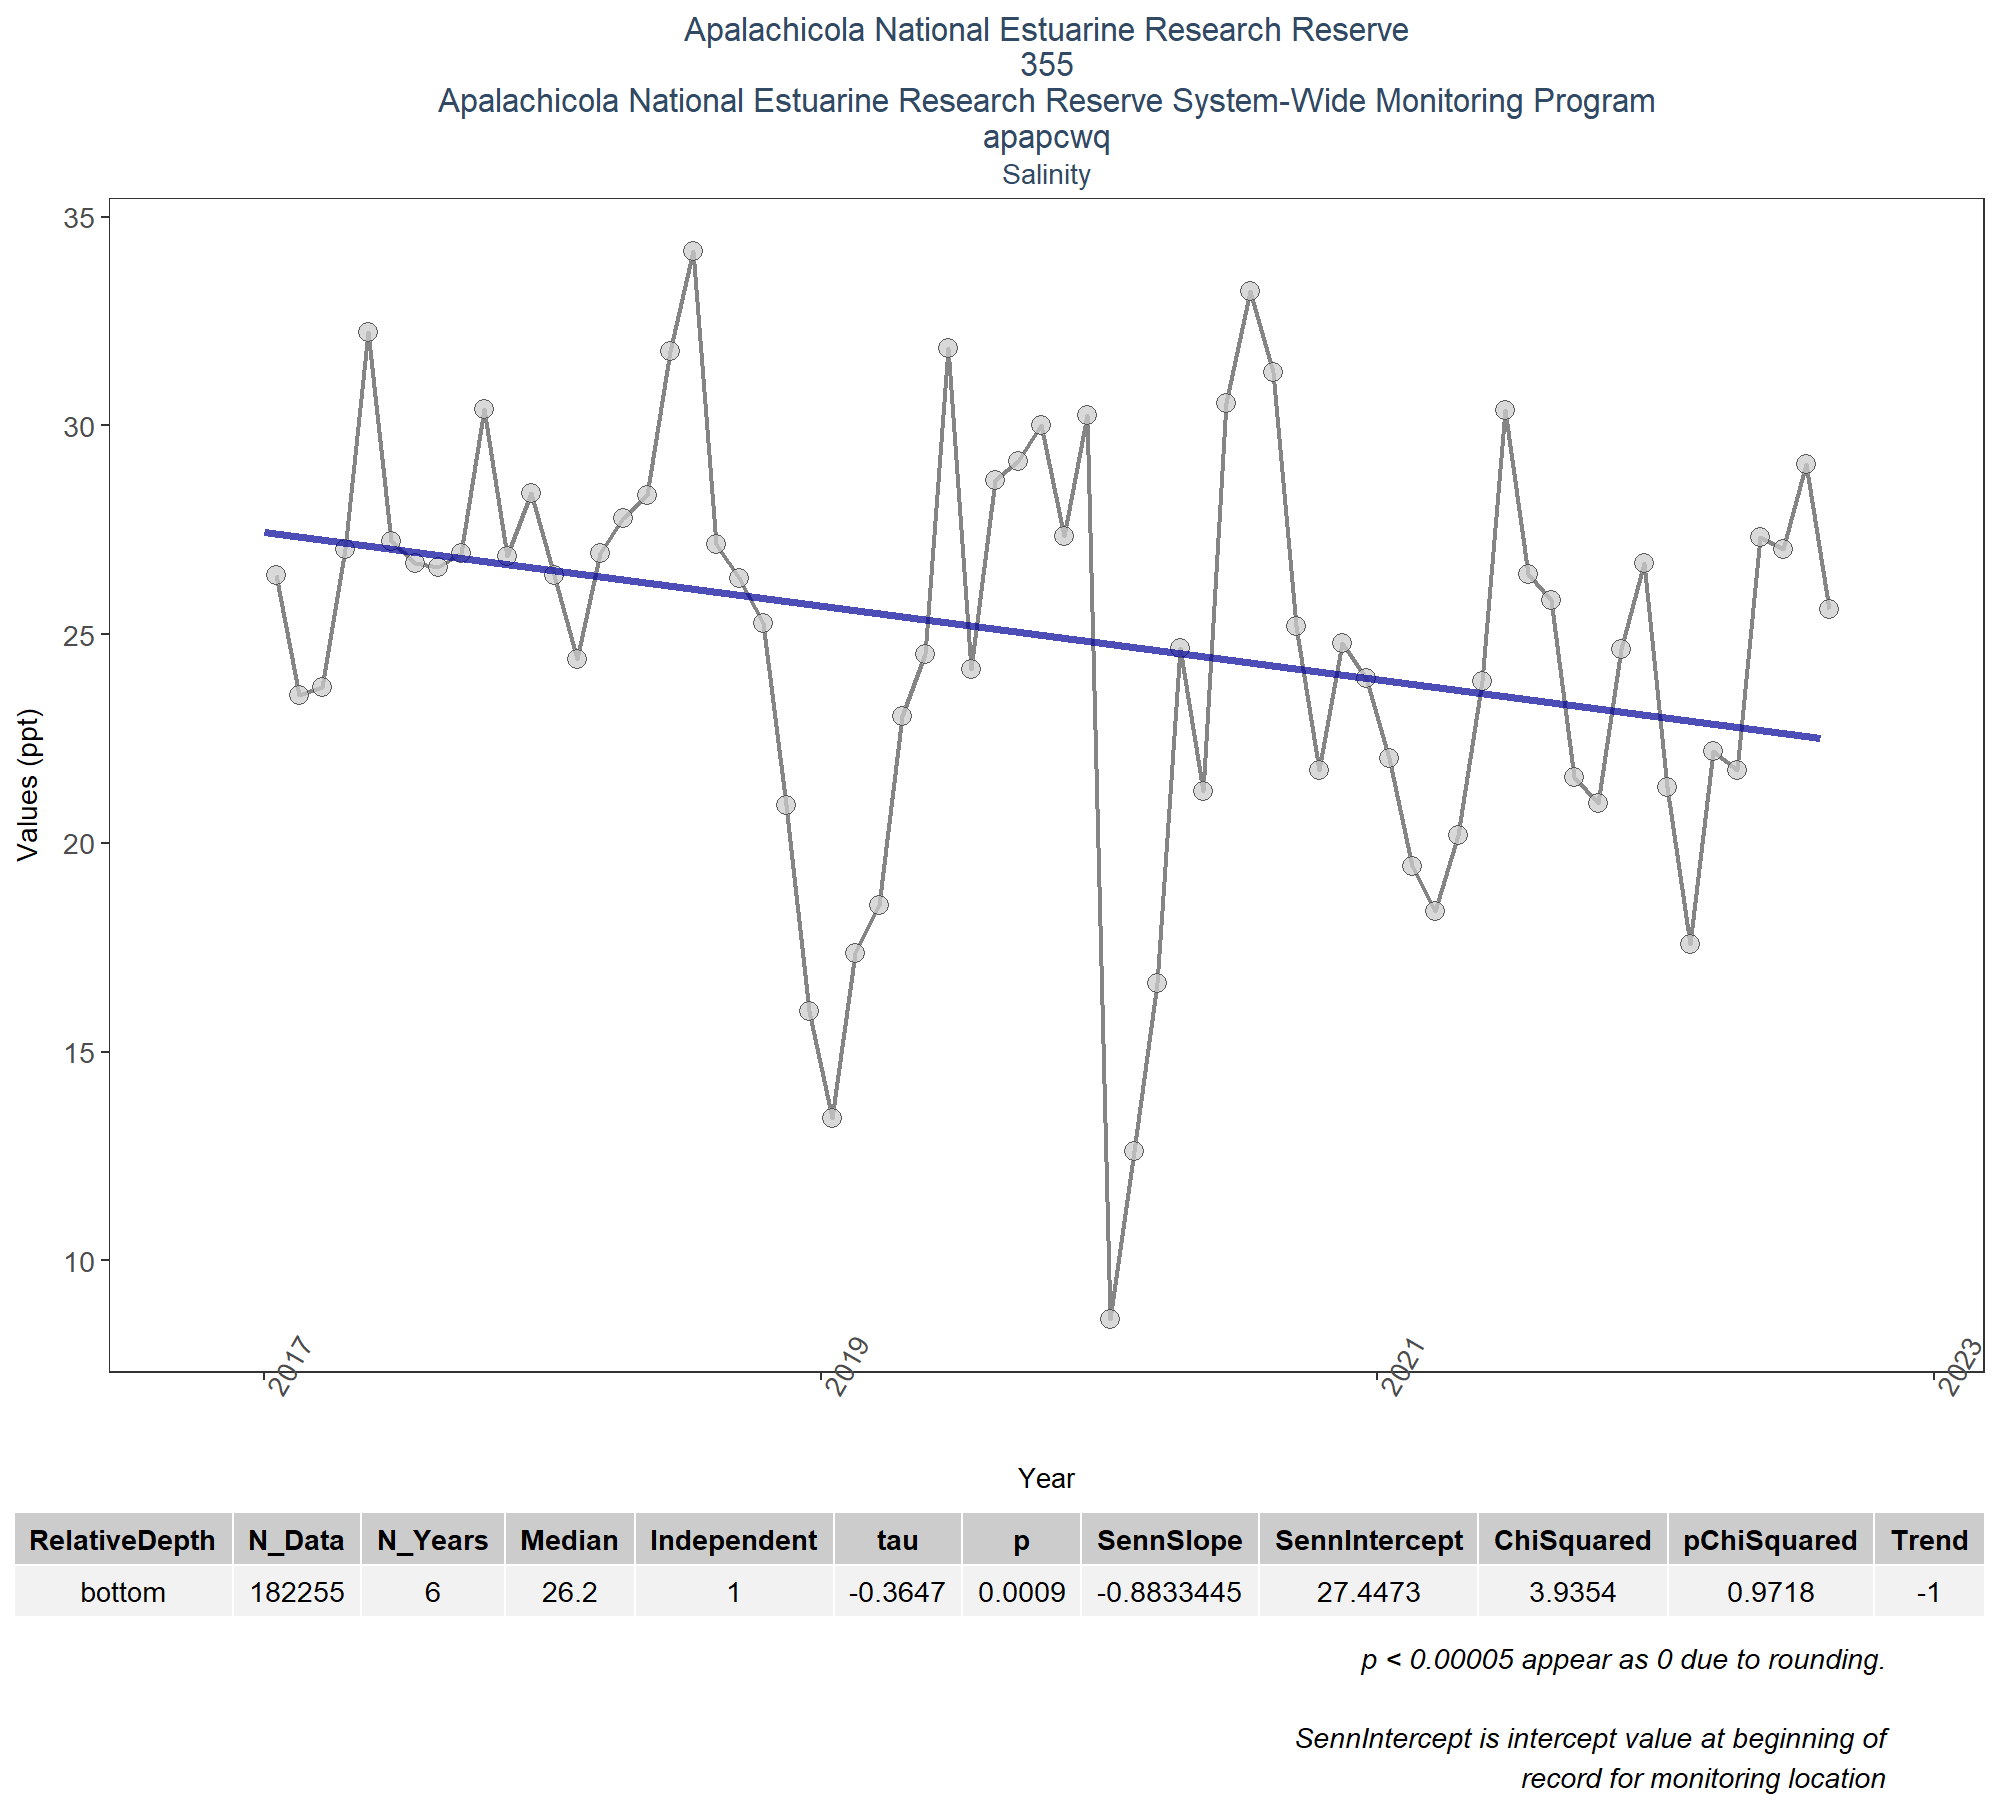 Apalachicola National Estuarine Research Reserve
355
Apalachicola National Estuarine Research Reserve System-Wide Monitoring Program
apapcwq
Salinity
35
30
25
20
15
10
Values (ppt)
2017
2019
2021
2023
Year
RelativeDepth N_Data N_Years Median Independent tau p SennSlope SennIntercept ChiSquared pChiSquared Trend
bottom 182255 6 26.2 1 -0.3647 0.0009 -0.8833445 27.4473 3.9354 0.9718 -1
p < 0.00005 appear as 0 due to rounding.
SennIntercept is intercept value at beginning of
record for monitoring location